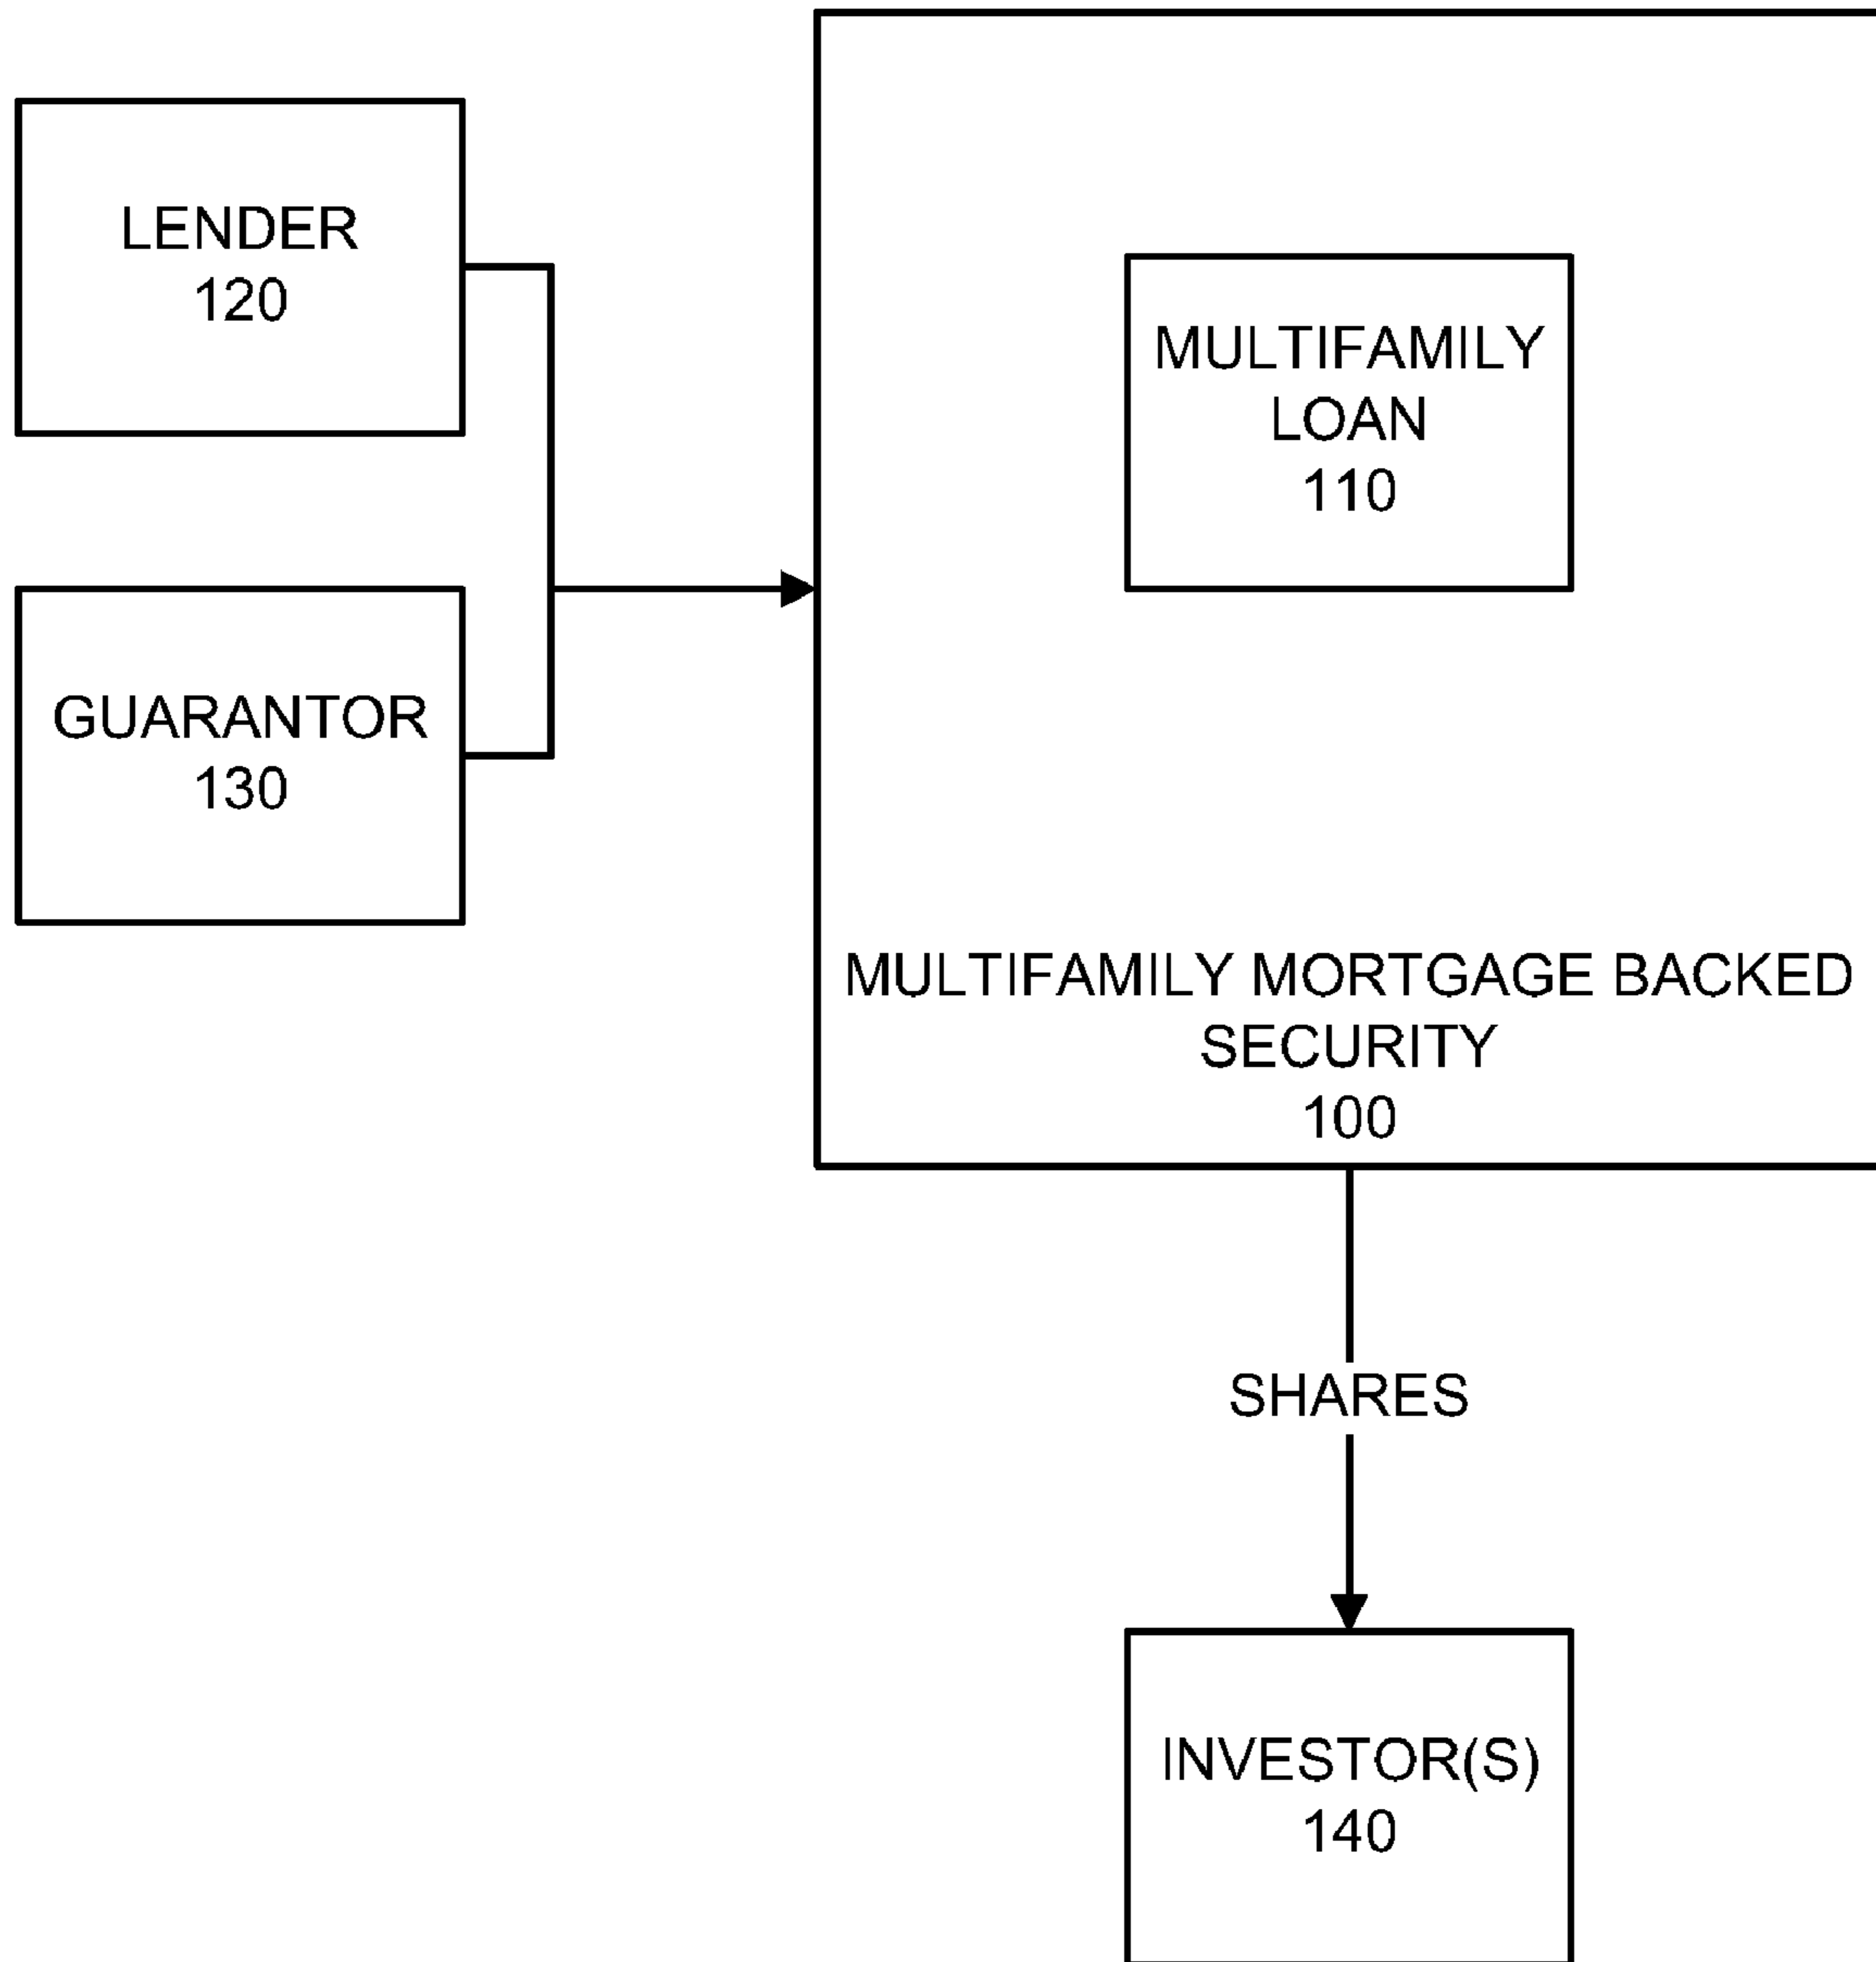 LENDER
120
MULTIFAMILY
LOAN
110
GUARANTOR
130
MULTIFAMILY MORTGAGE BACKED
SECURITY
100
SHARES
INVESTOR(S)
140